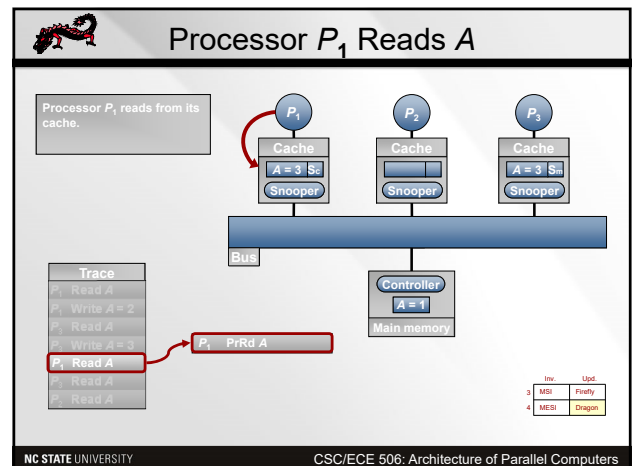 Processor P₁ Reads A
Processor P₁ reads from its
cache.
P₁
P₂
P₃
Cache
Cache
Cache
A = 3 Sc
A = 3 Sm
Snooper
Snooper
Snooper
Bus
Controller
A = 1
Main memory
Trace
P₁ Read A
P₁ Write A = 2
P₃ Read A
Write A = 3
P₁ Read A
P₃ Read A
P₂ Read A
P₁ PrRd A
Inv. Upd.
3 MSI Firefly
4 MESI Dragon
NC STATE UNIVERSITY
CSC/ECE 506: Architecture of Parallel Computers